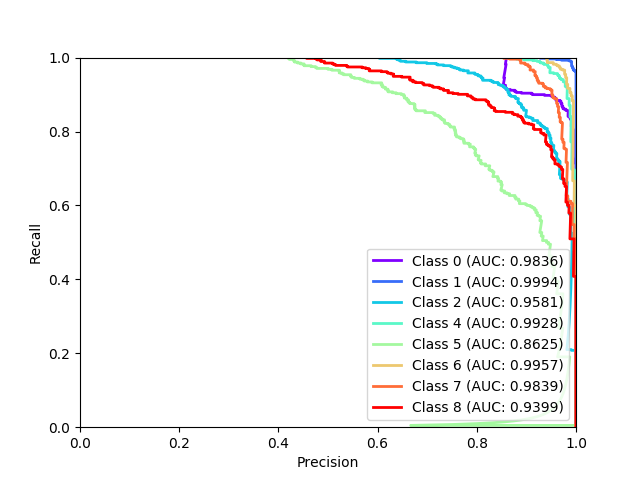 1.0
0.8
0.6
0.4
0.2
0.0
Recall
Class 0 (AUC: 0.9836)
Class 1 (AUC: 0.9994)
Class 2 (AUC: 0.9581)
Class 4 (AUC: 0.9928)
Class 5 (AUC: 0.8625)
Class 6 (AUC: 0.9957)
Class 7 (AUC: 0.9839)
Class 8 (AUC: 0.9399)
0.0 0.2 0.4 0.6 0.8 1.0
Precision